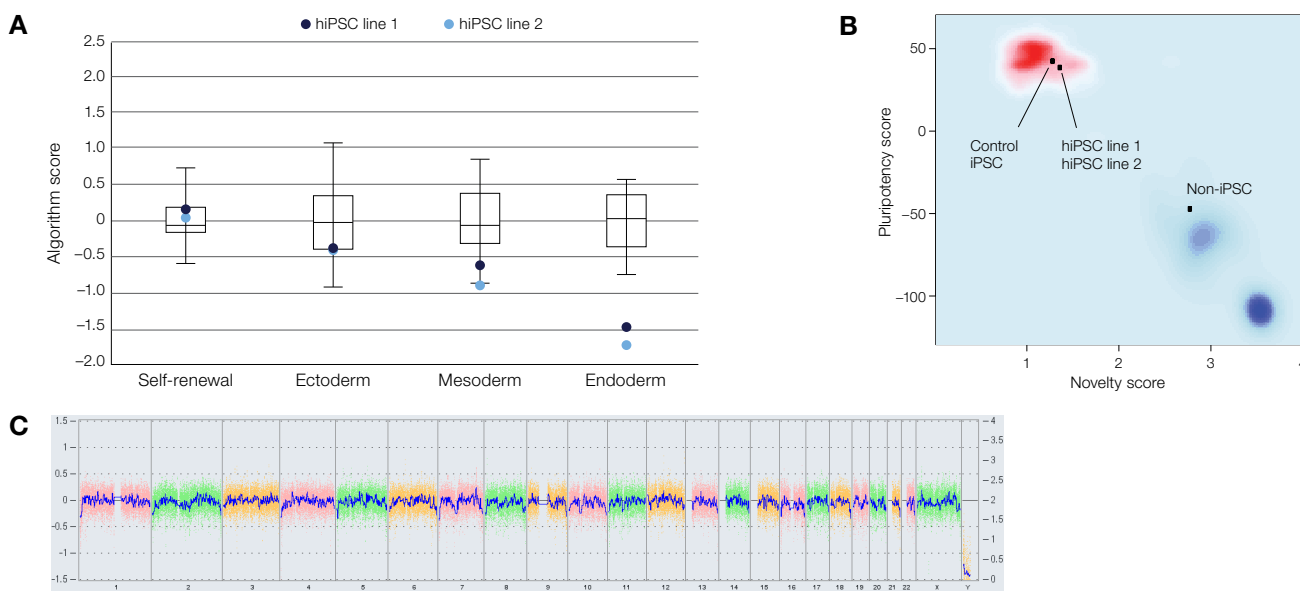 A
hiPSC line 1
hiPSC line 2
2.5
2.0
1.5
1.0
0.5
0
−0.5
−1.0
−1.5
−2.0
Algorithm score
Self-renewal
Ectoderm
Mesoderm
Endoderm
B
50
0
−50
−100
Pluripotency score
Control
iPSC
hiPSC line 1
hiPSC line 2
Non-iPSC
1
2
3
Novelty score
C
1.5
1
0.5
0
-0.5
-1
-1.5
4
3.5
3
2.5
2
1.5
1
0.5
0
1 2 3 4 5 6 7 8 9 10 11 12 13 14 15 16 17 18 19 20 21 22 X Y